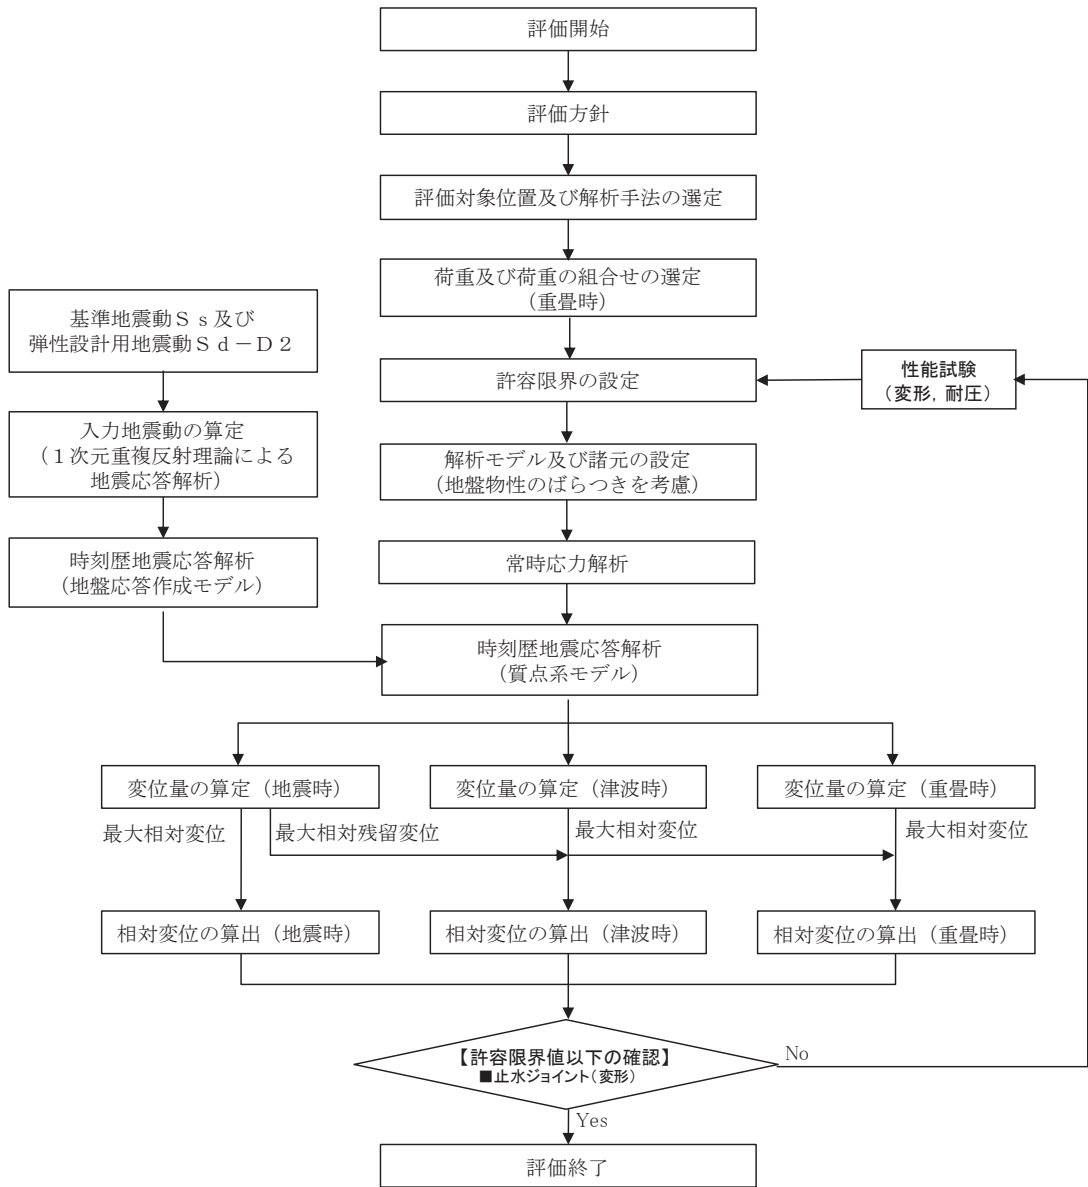 評価開始
評価方針
評価対象位置及び解析手法の選定
荷重及び荷重の組合せの選定
(重畳時)
基準地震動Ss及び
弾性設計用地震動Sd-D2
許容限界の設定
性能試験
(変形, 耐圧)
入力地震動の算定
(1次元重複反射理論による
地震応答解析)
解析モデル及び諸元の設定
(地盤物性のばらつきを考慮)
時刻歴地震応答解析
(地盤応答作成モデル)
常時応力解析
時刻歴地震応答解析
(質点系モデル)
変位量の算定(地震時)
変位量の算定(津波時)
変位量の算定(重畳時)
最大相対変位
最大相対残留変位
最大相対変位
最大相対変位
相対変位の算出(地震時)
相対変位の算出(津波時)
相対変位の算出(重畳時)
【許容限界値以下の確認】
■止水ジョイント(変形)
No
Yes
評価終了